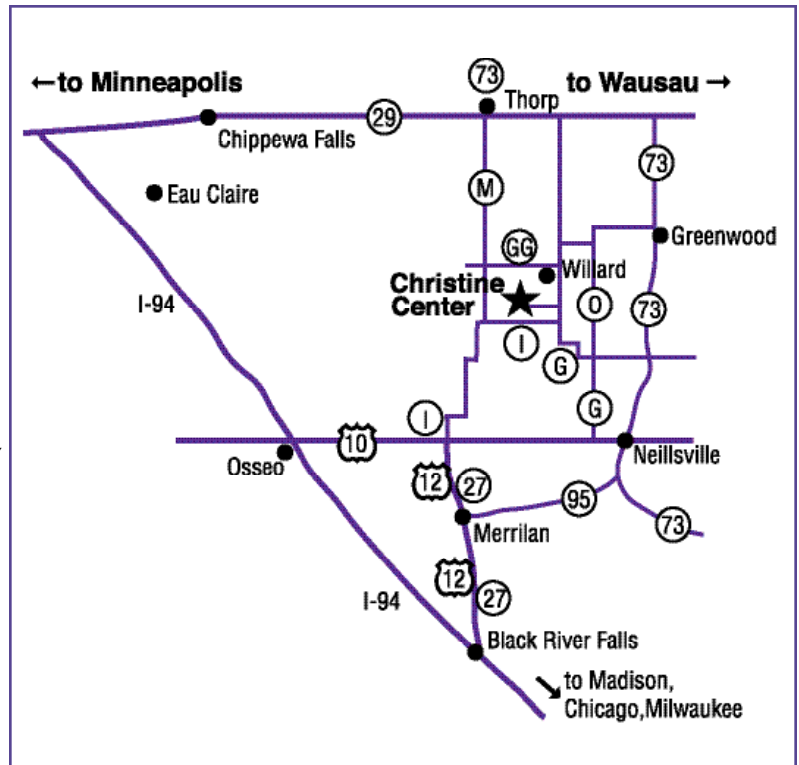 ←to Minneapolis
73
to Wausau →
Thorp
29
Chippewa Falls
73
M
Eau Claire
Greenwood
GG
Willard
Christine
Center
I-94
O
73
I
G
I
G
10
Osseo
Neillsville
12
27
95
Merrilan
73
12
27
I-94
Black River Falls
to Madison,
Chicago,Milwaukee